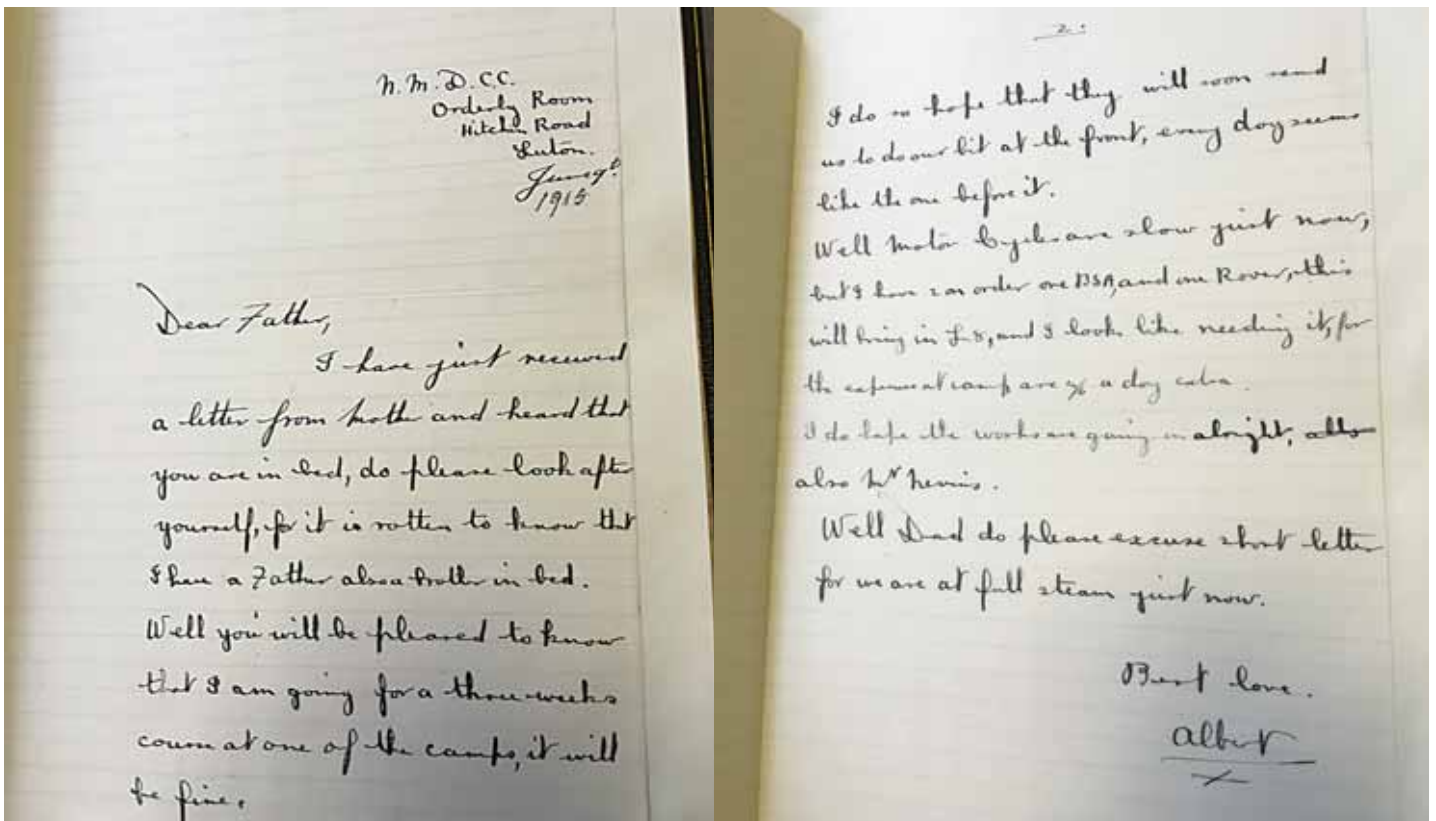 N. M. D. C. C.
Orderly Room
Hitchin Road
Luton.
June 9th
1915
Dear Father,
I have just received
a letter from Mother and heard that
you are in bed, do please look after
yourself, for it is rotten to know that
I have a Father also a brother in bed.
Well you will be pleased to know
that I am going for a three weeks
course at one of the camps, it will
be fine.
2.
I do so hope that they will soon send
us to do our bit at the front, every day seems
like the one before it.
Well Motor Cycles are slow just now,
but I have 2 on order one BSA, and one Rover, this
will bring in £8, and I looks like needing it, for
the expenses at camp are a day extra.
I do hope the works are going on alright,
also Mr
Well Dad do please excuse short letter
for we are at full steam just now.
Best love.
Albert
X